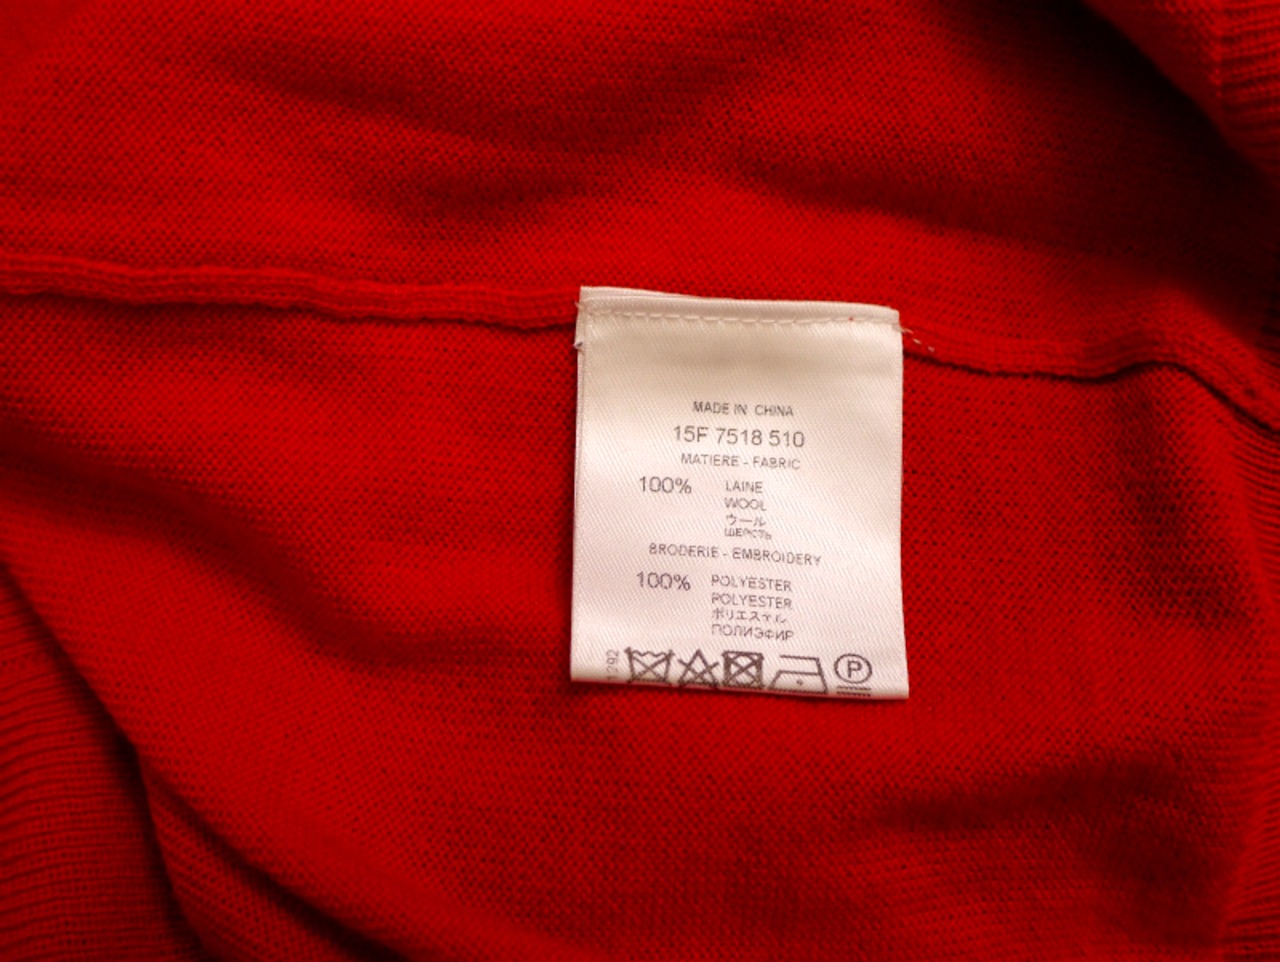 MADE IN CHINA
15F 7518 510
MATIERE - FABRIC
100% LAINE
WOOL
ウール
ШЕРСТЬ
BRODERIE - EMBROIDERY
100% POLYESTER
POLYESTER
ポリエステル
ПОЛИЭФИР
1292
P